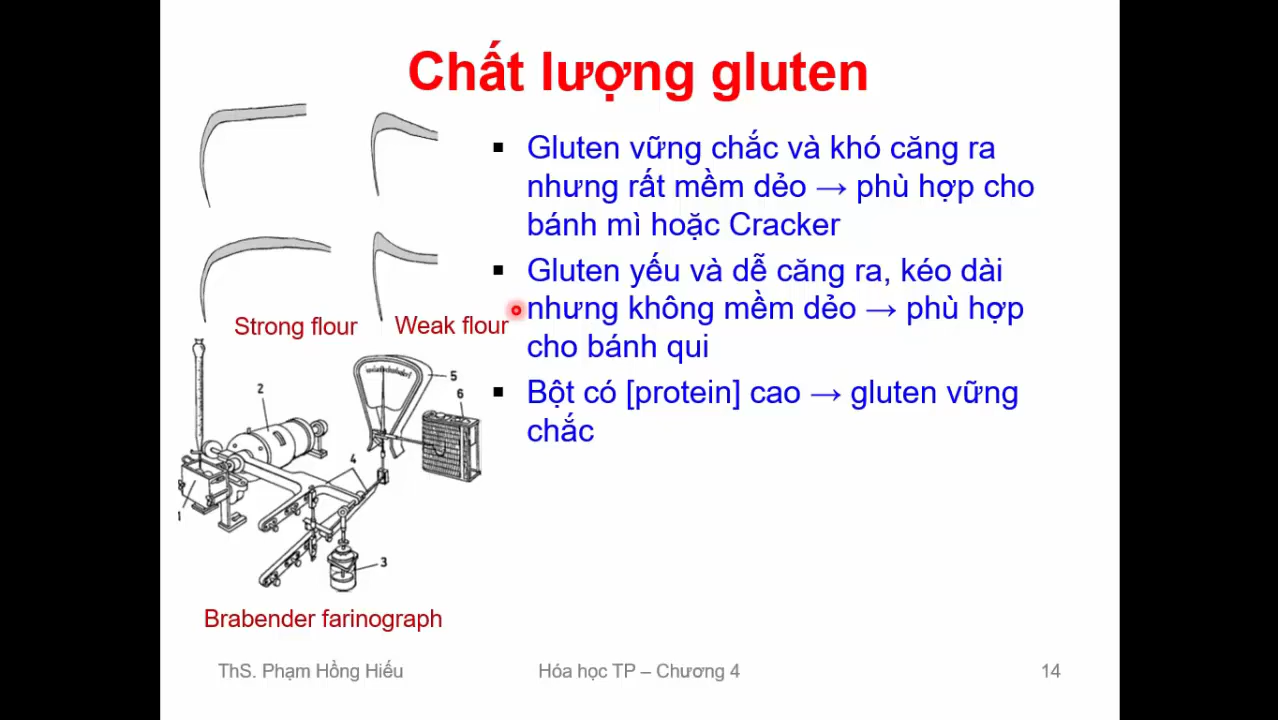 Chất lượng gluten
▪ Gluten vững chắc và khó căng ra
nhưng rất mềm dẻo → phù hợp cho
bánh mì hoặc Cracker
▪ Gluten yếu và dễ căng ra, kéo dài
nhưng không mềm dẻo → phù hợp
cho bánh qui
▪ Bột có [protein] cao → gluten vững
chắc
Strong flour
Weak flour
1
2
3
4
5
6
Brabender farinograph
ThS. Phạm Hồng Hiếu
Hóa học TP – Chương 4
14